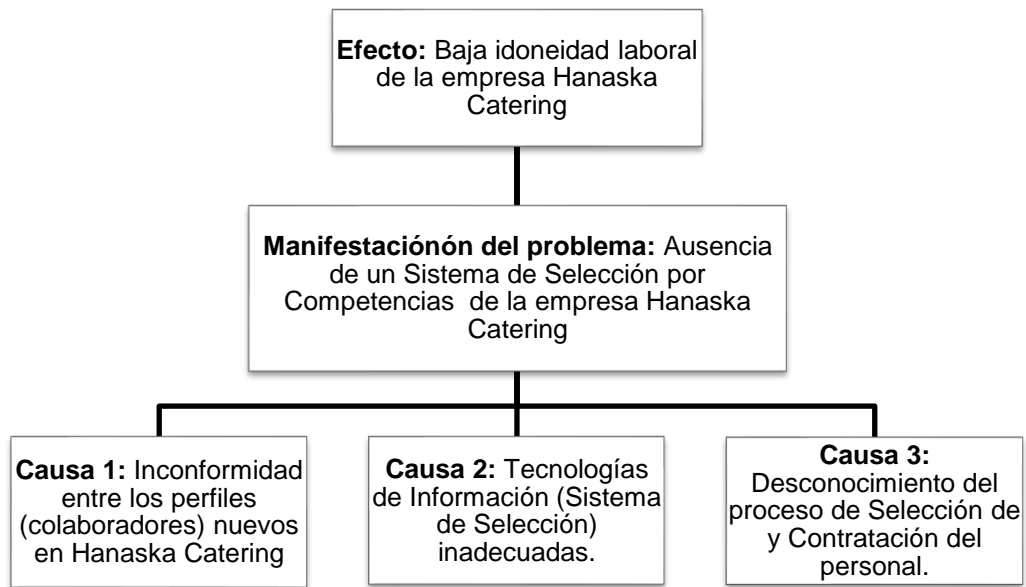 Efecto: Baja idoneidad laboral
de la empresa Hanaska
Catering
Manifestaciónón del problema: Ausencia
de un Sistema de Selección por
Competencias de la empresa Hanaska
Catering
Causa 1: Inconformidad
entre los perfiles
(colaboradores) nuevos
en Hanaska Catering
Causa 2: Tecnologías
de Información (Sistema
de Selección)
inadecuadas.
Causa 3:
Desconocimiento del
proceso de Selección de
y Contratación del
personal.